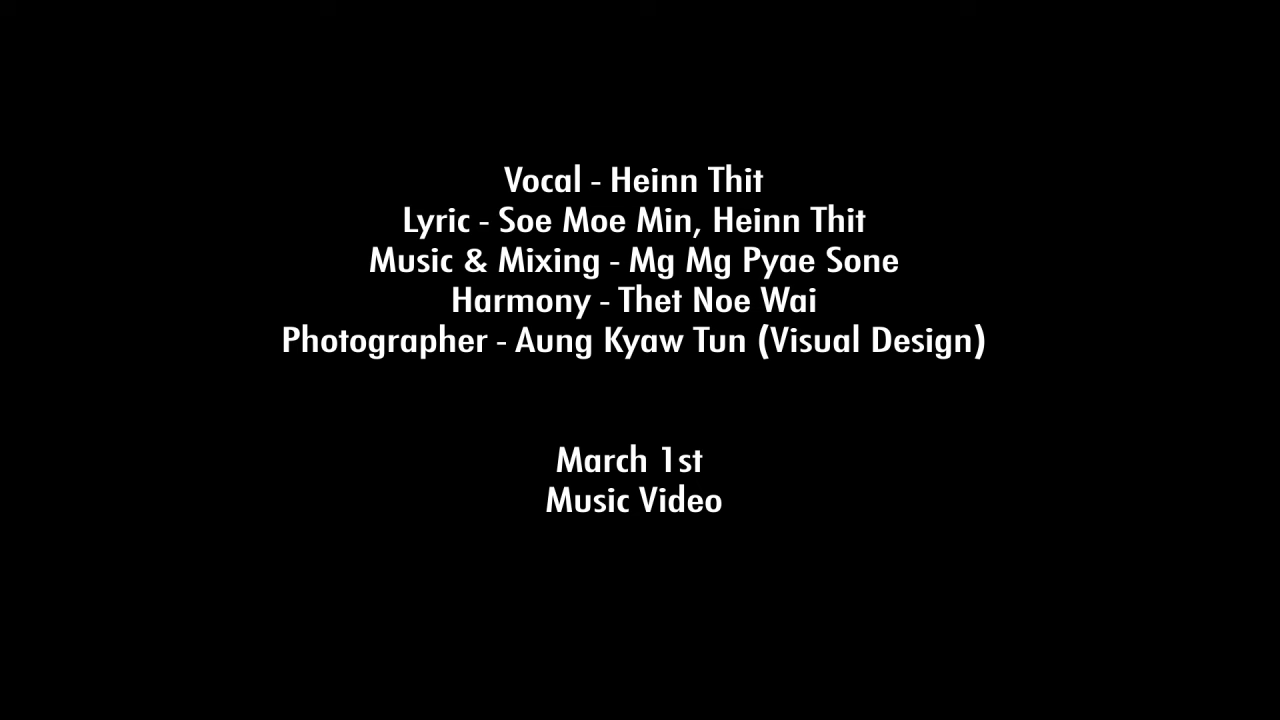 Vocal - Heinn Thit
Lyric - Soe Moe Min, Heinn Thit
Music & Mixing - Mg Mg Pyae Sone
Harmony - Thet Noe Wai
Photographer - Aung Kyaw Tun (Visual Design)
March 1st
Music Video